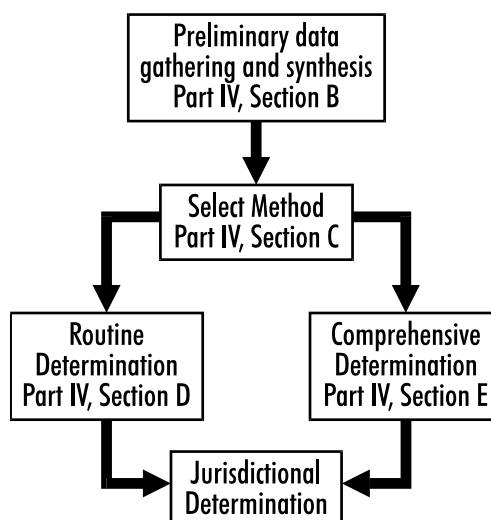 Preliminary data
gathering and synthesis
Part IV, Section B
Select Method
Part IV, Section C
Routine
Determination
Part IV, Section D
Comprehensive
Determination
Part IV, Section E
Jurisdictional
Determination